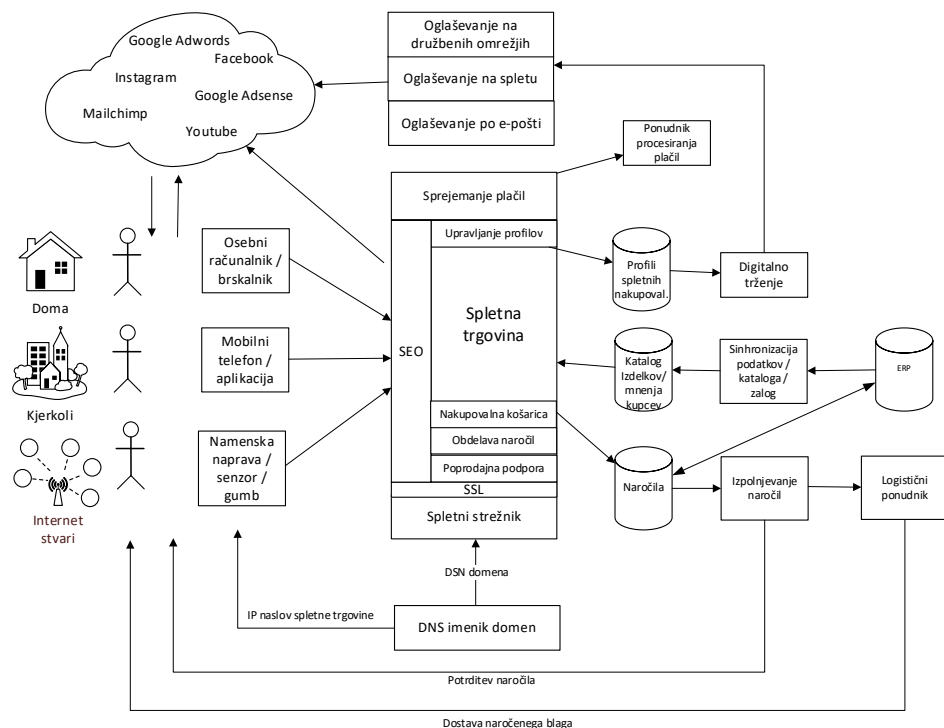 Google Adwords
Facebook
Instagram
Google Adsense
Mailchimp
Youtube
Oglaševanje na
družbenih omrežjih
Oglaševanje na spletu
Oglaševanje po e-pošti
Ponudnik
procesiranja
plačil
Sprejemanje plačil
SEO
Upravljanje profilov
Spletna
trgovina
Nakupovalna košarica
Obdelava naročil
Poprodajna podpora
SSL
Spletni strežnik
Doma
Kjerkoli
Internet
stvari
Osebni
računalnik /
brskalnik
Mobilni
telefon /
aplikacija
Namenska
naprava /
senzor /
gumb
Profili
spletnih
nakupoval.
Digitalno
trženje
Katalog
Izdelkov/
mnenja
kupcev
Sinhronizacija
podatkov /
kataloga /
zalog
ERP
Naročila
Izpolnjevanje
naročil
Logistični
ponudnik
DSN domena
IP naslov spletne trgovine
DNS imenik domen
Potrditev naročila
Dostava naročenega blaga